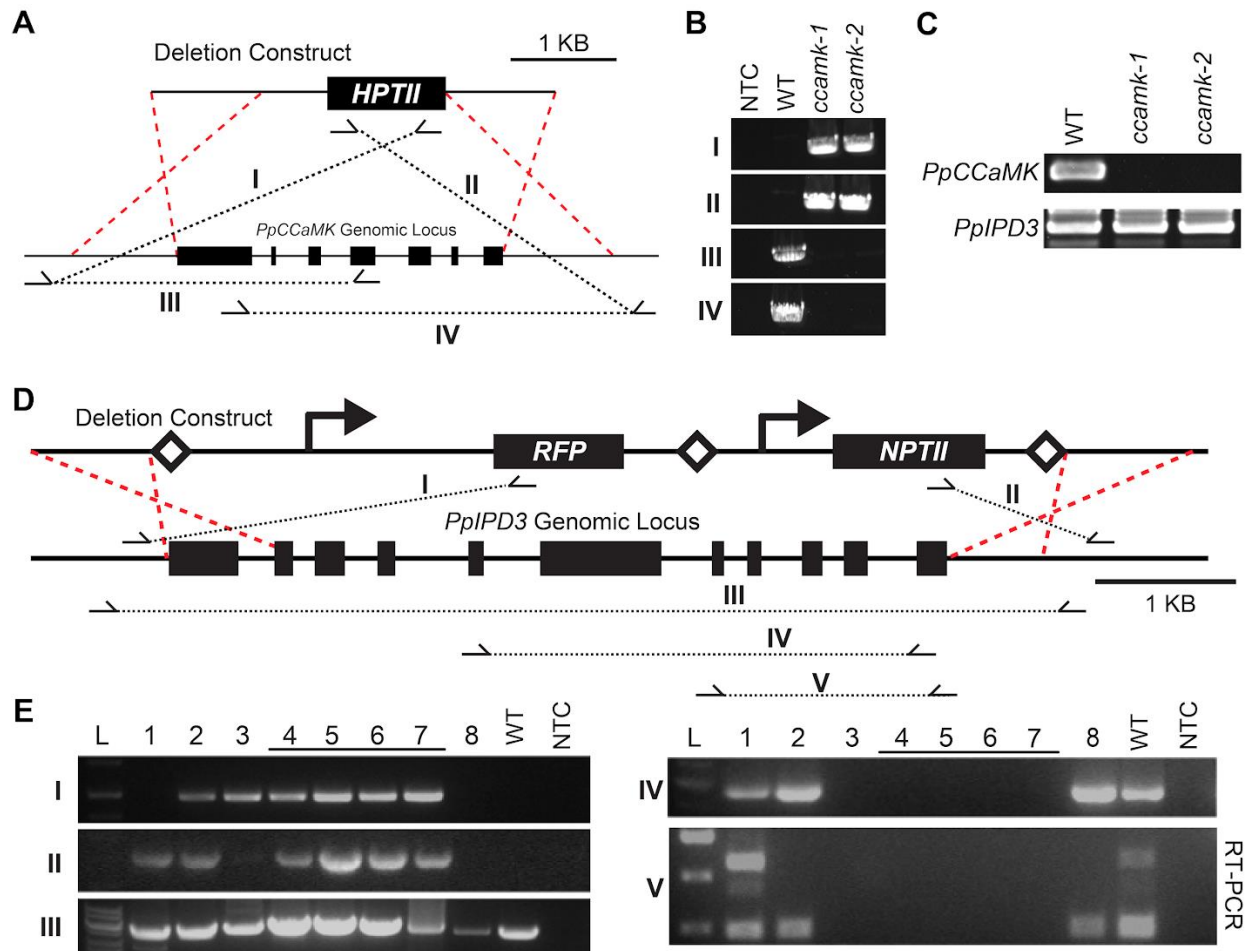 A
Deletion Construct
1 KB
HPTII
I
II
PpCCaMK Genomic Locus
III
IV
B
NTC
WT
ccamk-1
ccamk-2
I
II
III
IV
C
WT
ccamk-1
ccamk-2
PpCCaMK
PpIPD3
D
Deletion Construct
RFP
NPTII
I
II
PpIPD3 Genomic Locus
1 KB
III
IV
V
E
L 1 2 3 4 5 6 7 8 WT NTC
I
II
III
L 1 2 3 4 5 6 7 8 WT NTC
IV
V
RT-PCR